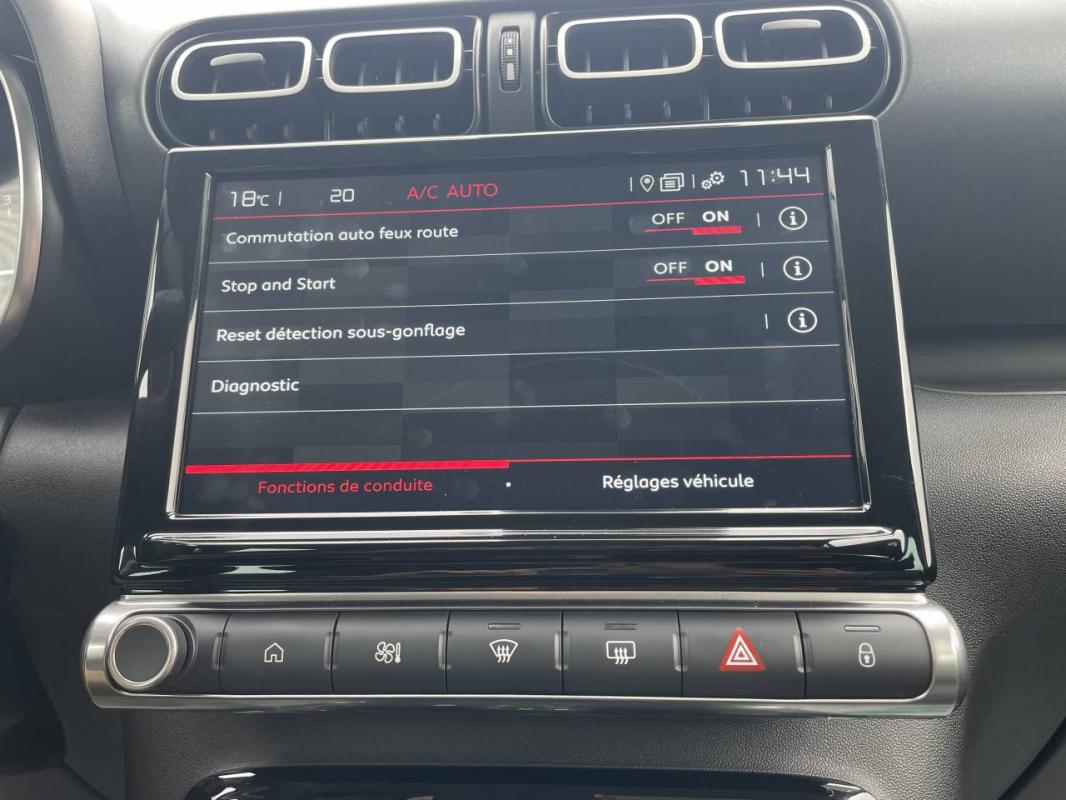 18°C 20 A/C AUTO 11:44
Commutation auto feux route OFF ON
Stop and Start OFF ON
Reset détection sous-gonflage
Diagnostic
Fonctions de conduite Réglages véhicule